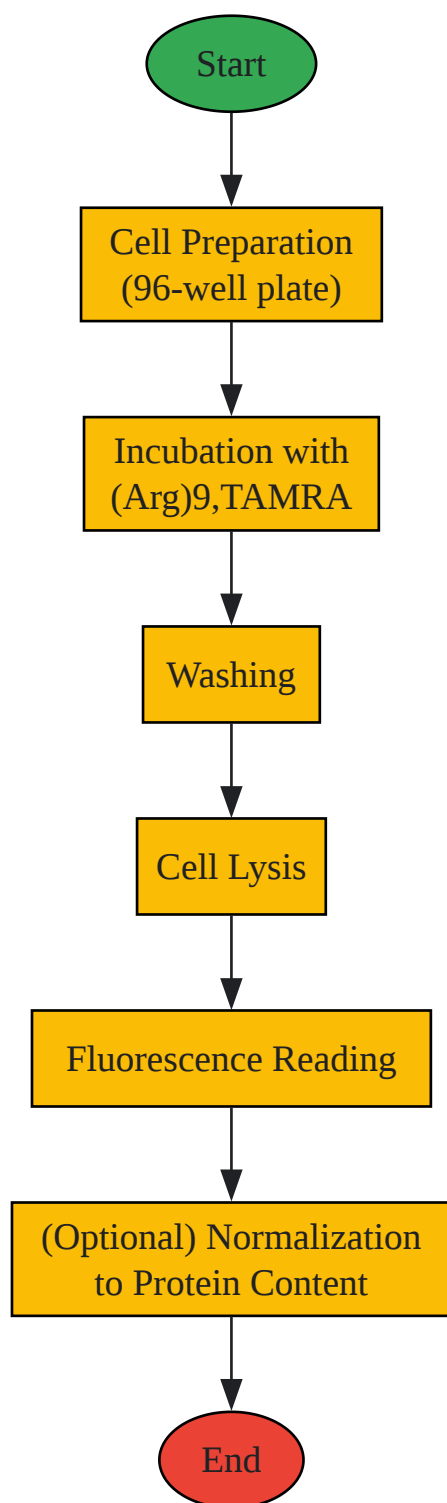 Start
Cell Preparation
(96-well plate)
Incubation with
(Arg)9,TAMRA
Washing
Cell Lysis
Fluorescence Reading
(Optional) Normalization
to Protein Content
End